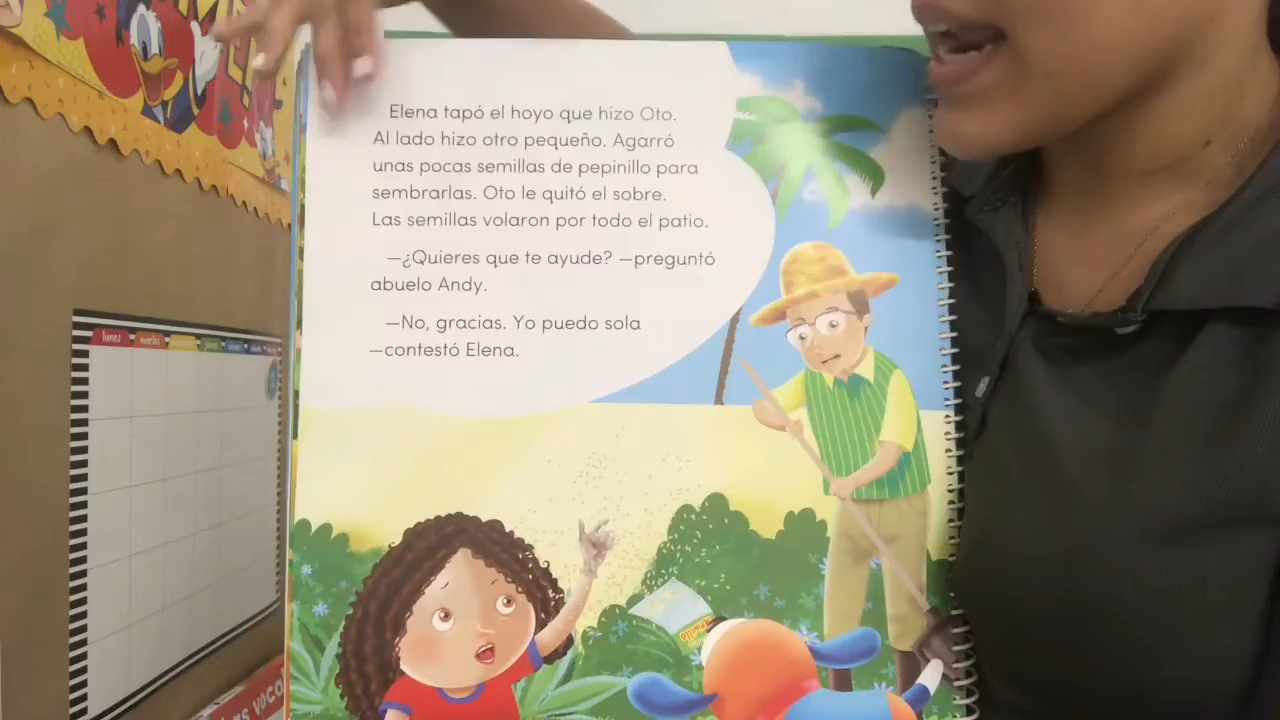 Elena tapó el hoyo que hizo Oto.
Al lado hizo otro pequeño. Agarró
unas pocas semillas de pepinillo para
sembrarlas. Oto le quitó el sobre.
Las semillas volaron por todo el patio.
—¿Quieres que te ayude? —preguntó
abuelo Andy.
—No, gracias. Yo puedo sola
—contestó Elena.
lunes martes